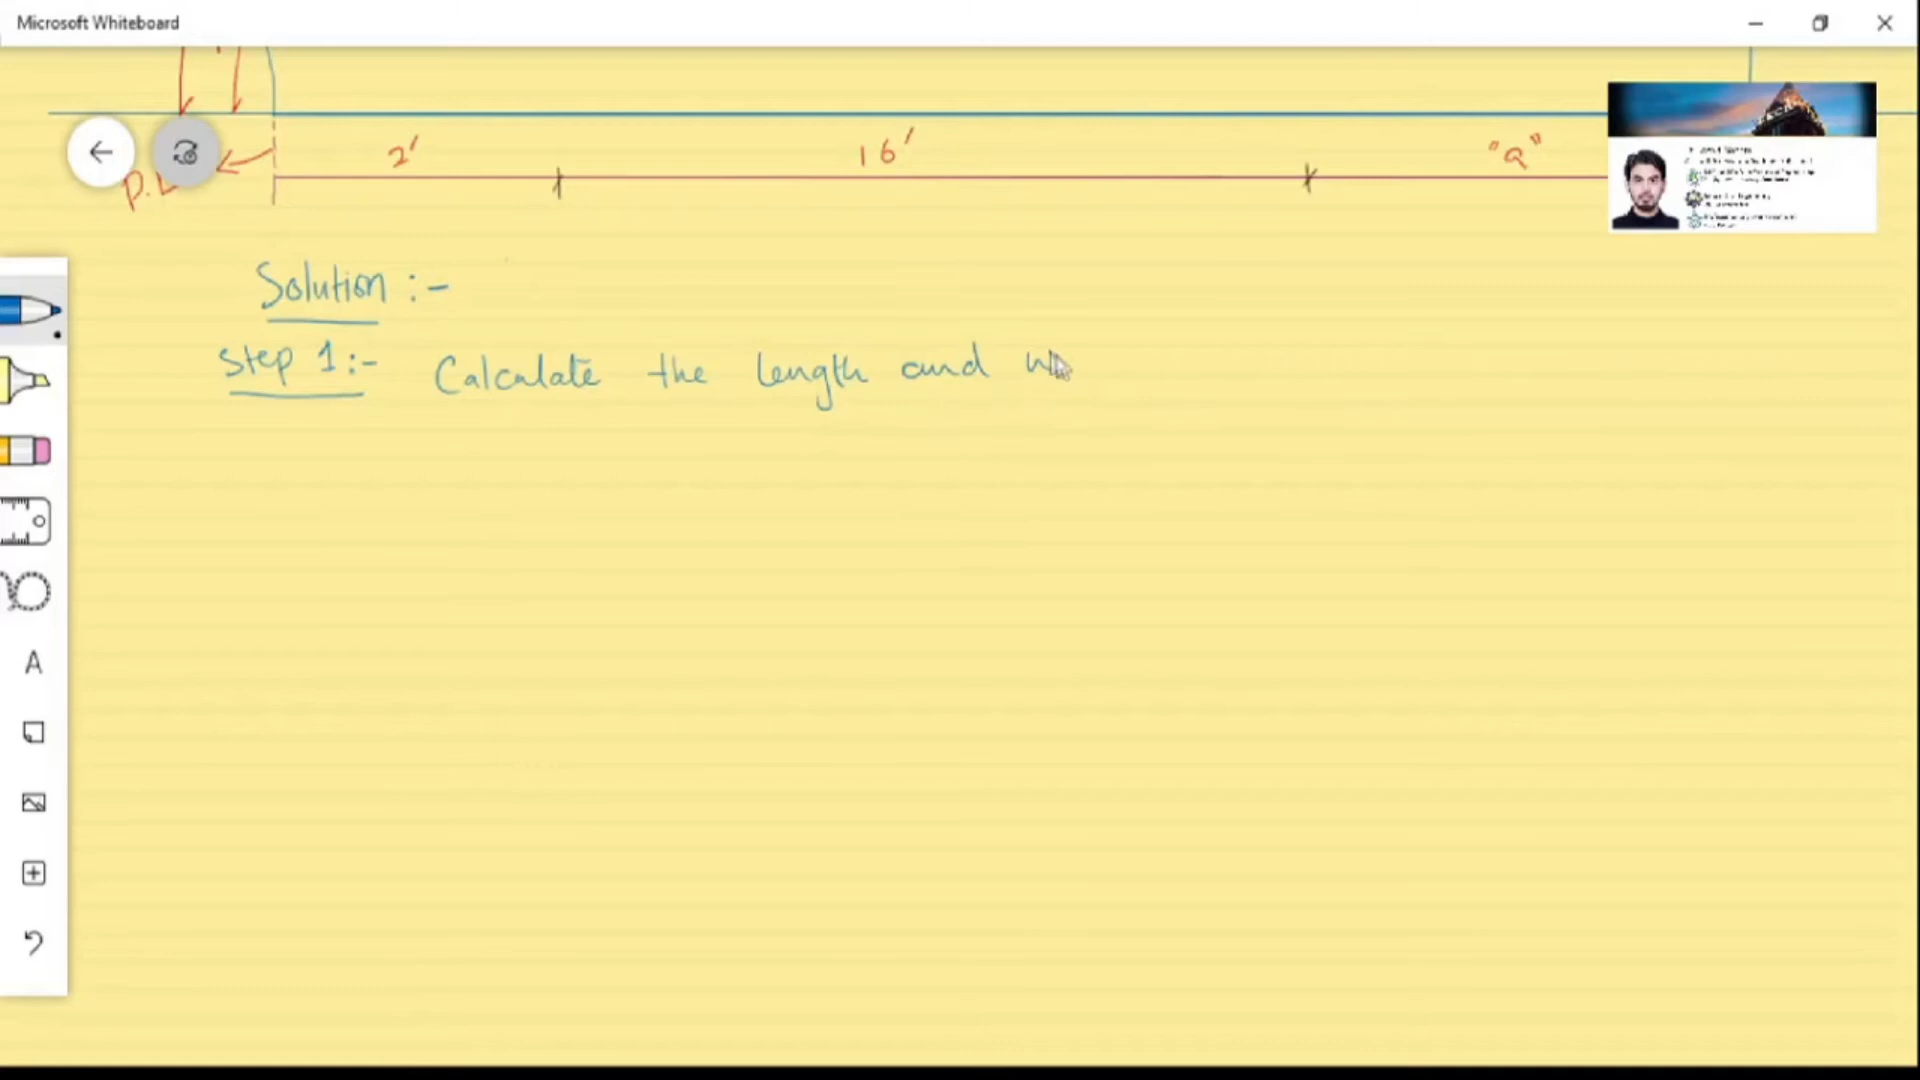 Microsoft Whiteboard
2' 16' "a"
P.L
Solution :-
Step 1:- Calculate the length and w
A